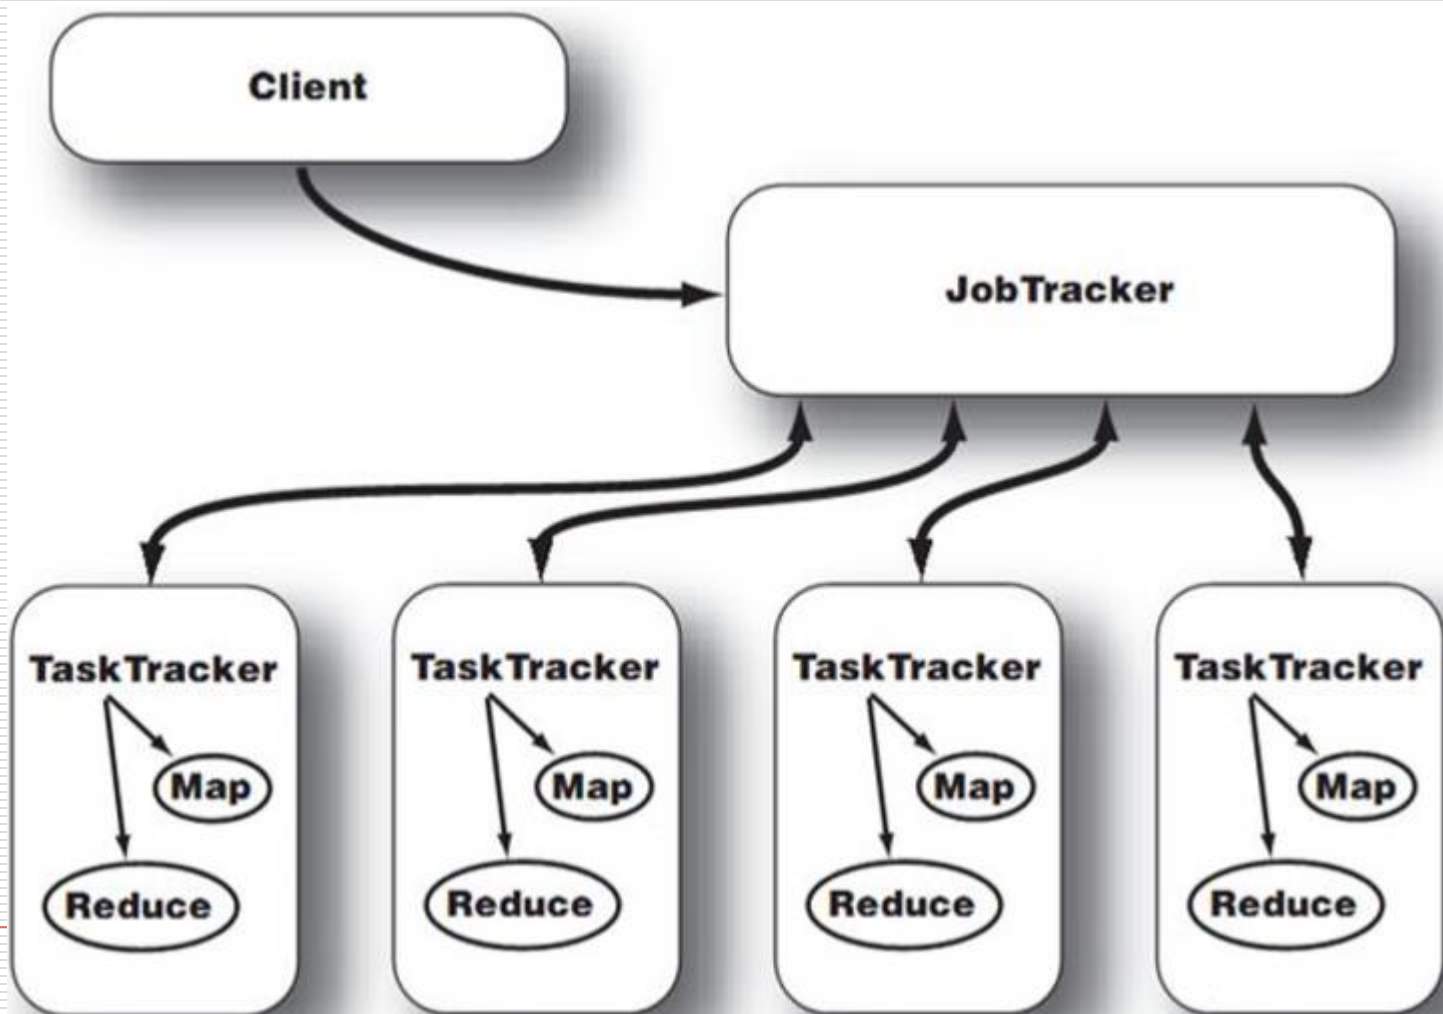 Client
JobTracker
TaskTracker
Map
Reduce
TaskTracker
Map
Reduce
TaskTracker
Map
Reduce
TaskTracker
Map
Reduce